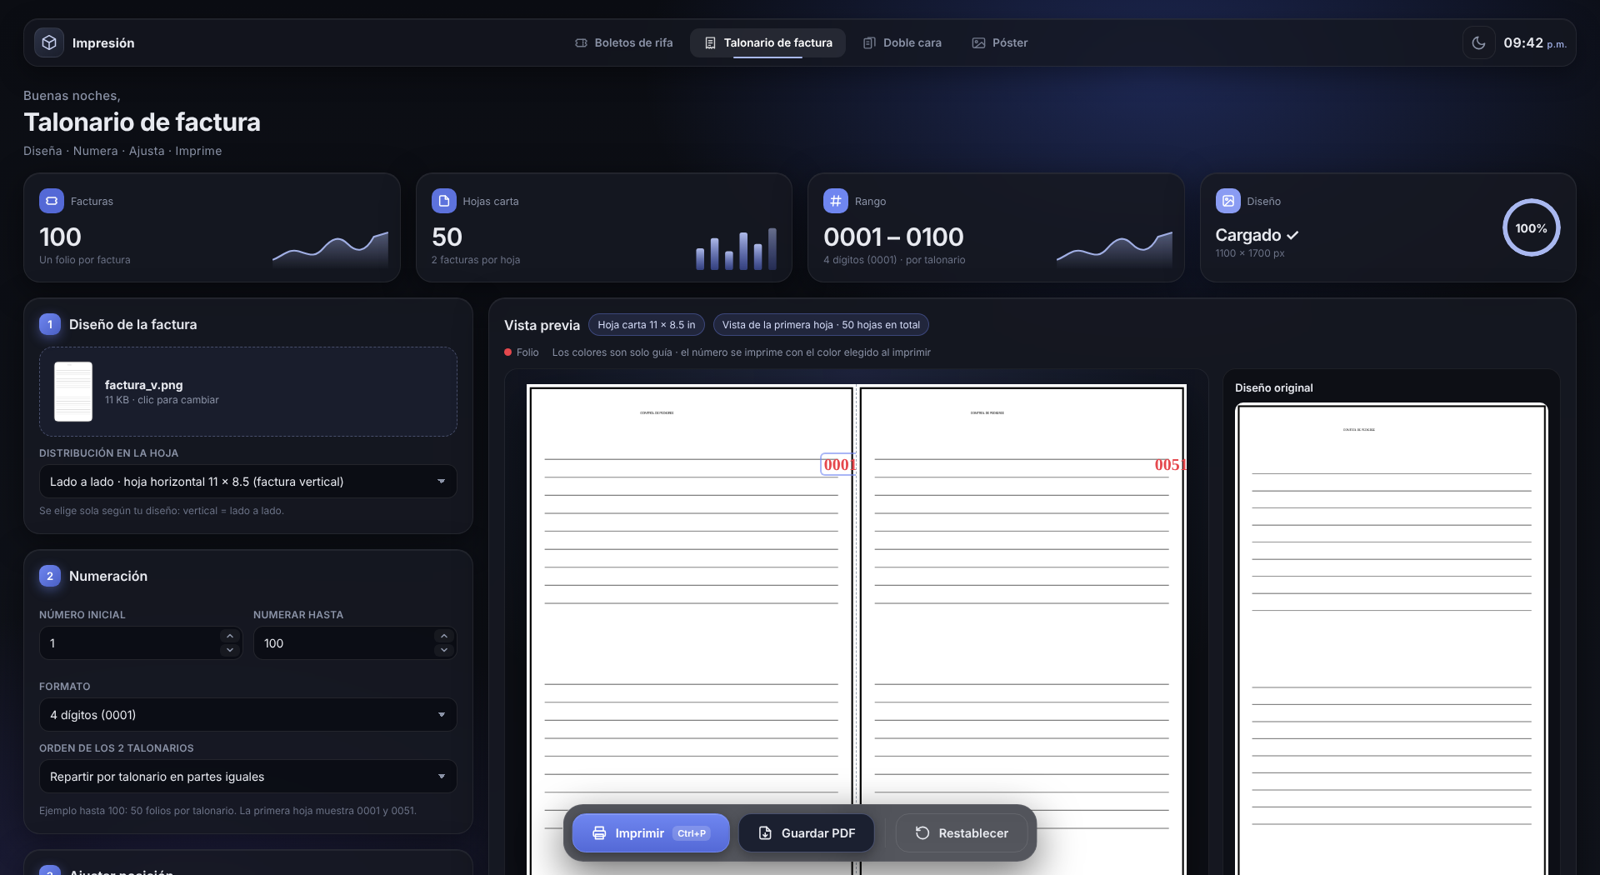 Impresión
Boletos de rifa
Talonario de factura
Doble cara
Póster
09:42 p.m.
Buenas noches,
Talonario de factura
Diseña · Numera · Ajusta · Imprime
Facturas
100
Un folio por factura
Hojas carta
50
2 facturas por hoja
Rango
0001 – 0100
4 dígitos (0001) · por talonario
Diseño
Cargado ✓
1100 × 1700 px
100%
1 Diseño de la factura
factura_v.png
11 KB · clic para cambiar
DISTRIBUCIÓN EN LA HOJA
Lado a lado · hoja horizontal 11 × 8.5 (factura vertical)
Se elige sola según tu diseño: vertical = lado a lado.
2 Numeración
NÚMERO INICIAL
NUMERAR HASTA
1
100
FORMATO
4 dígitos (0001)
ORDEN DE LOS 2 TALONARIOS
Repartir por talonario en partes iguales
Ejemplo hasta 100: 50 folios por talonario. La primera hoja muestra 0001 y 0051.
Ajustar posición
Vista previa
Hoja carta 11 × 8.5 in
Vista de la primera hoja · 50 hojas en total
Folio
Los colores son solo guía · el número se imprime con el color elegido al imprimir
0001
0051
Diseño original
Imprimir Ctrl+P
Guardar PDF
Restablecer